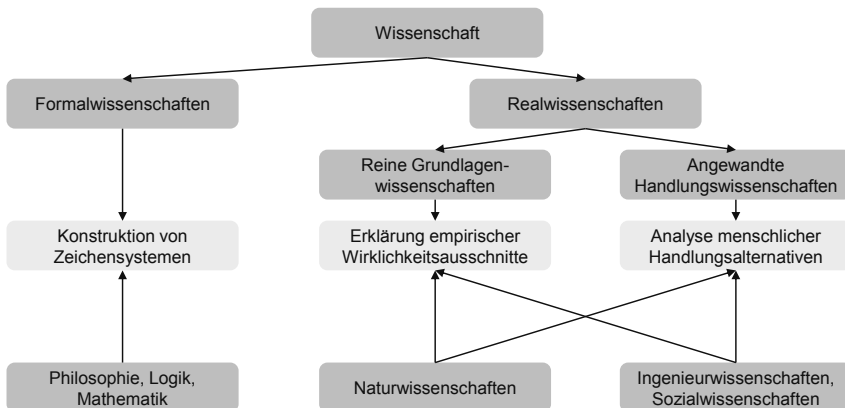 Wissenschaft
Formalwissenschaften
Realwissenschaften
Reine Grundlagen-
wissenschaften
Angewandte
Handlungswissenschaften
Konstruktion von
Zeichensystemen
Erklärung empirischer
Wirklichkeitsausschnitte
Analyse menschlicher
Handlungsalternativen
Philosophie, Logik,
Mathematik
Naturwissenschaften
Ingenieurwissenschaften,
Sozialwissenschaften